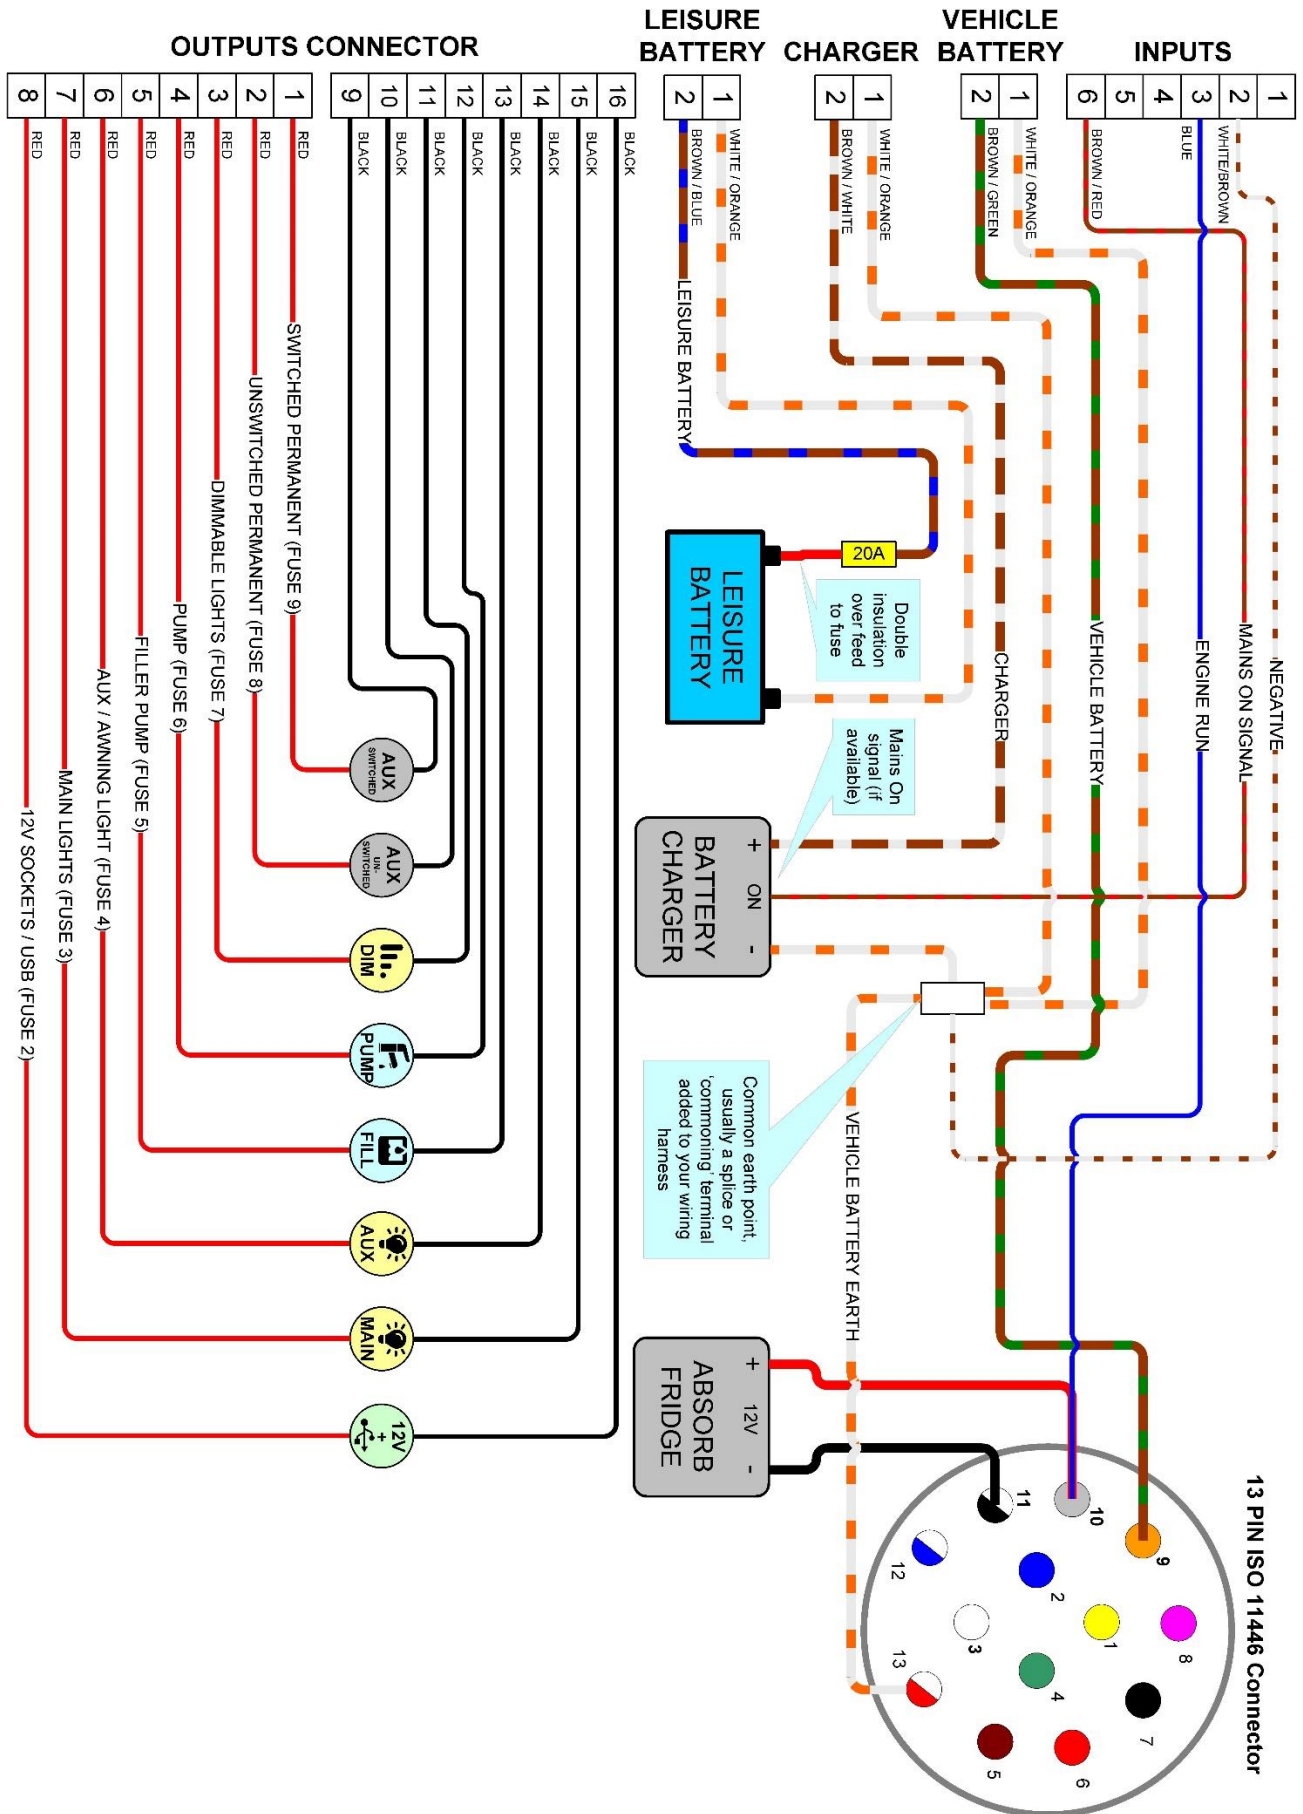 OUTPUTS CONNECTOR
LEISURE
BATTERY
CHARGER
VEHICLE
BATTERY
INPUTS
8
7
6
5
4
3
2
1
9
10
11
12
13
14
15
16
2
1
2
1
2
1
6
5
4
3
2
1
RED
RED
RED
RED
RED
RED
RED
RED
BLACK
BLACK
BLACK
BLACK
BLACK
BLACK
BLACK
BLACK
BROWN / BLUE
WHITE / ORANGE
BROWN / WHITE
WHITE / ORANGE
BROWN / GREEN
WHITE / ORANGE
BROWN / RED
BLUE
WHITE/BROWN
SWITCHED PERMANENT (FUSE 9)
UNSWITCHED PERMANENT (FUSE 8)
DIMMABLE LIGHTS (FUSE 7)
PUMP (FUSE 6)
FILLER PUMP (FUSE 5)
AUX / AWNING LIGHT (FUSE 4)
MAIN LIGHTS (FUSE 3)
12V SOCKETS / USB (FUSE 2)
LEISURE BATTERY
CHARGER
VEHICLE BATTERY
ENGINE RUN
MAINS ON SIGNAL
NEGATIVE
20A
LEISURE
BATTERY
Double
insulation
over feed
to fuse
Mains On
signal (if
available)
+ ON -
BATTERY
CHARGER
AUX
SWITCHED
AUX
UN-
SWITCHED
DIM
PUMP
FILL
AUX
MAIN
12V
+
Common earth point,
usually a splice or
'commoning' terminal
added to your wiring
harness
VEHICLE BATTERY EARTH
+ 12V -
ABSORB
FRIDGE
13 PIN ISO 11446 Connector
9
10
11
12
2
8
1
3
13
4
7
5
6